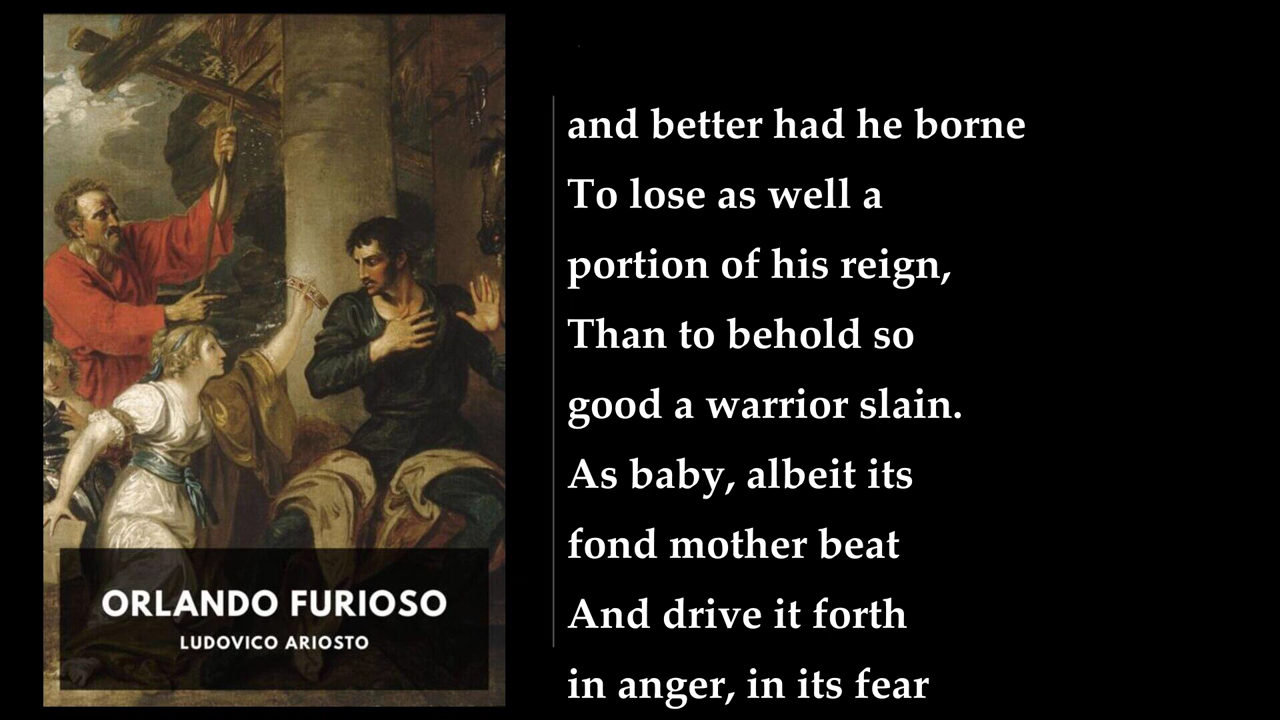 ORLANDO FURIOSO
LUDOVICO ARIOSTO
and better had he borne
To lose as well a
portion of his reign,
Than to behold so
good a warrior slain.
As baby, albeit its
fond mother beat
And drive it forth
in anger, in its fear